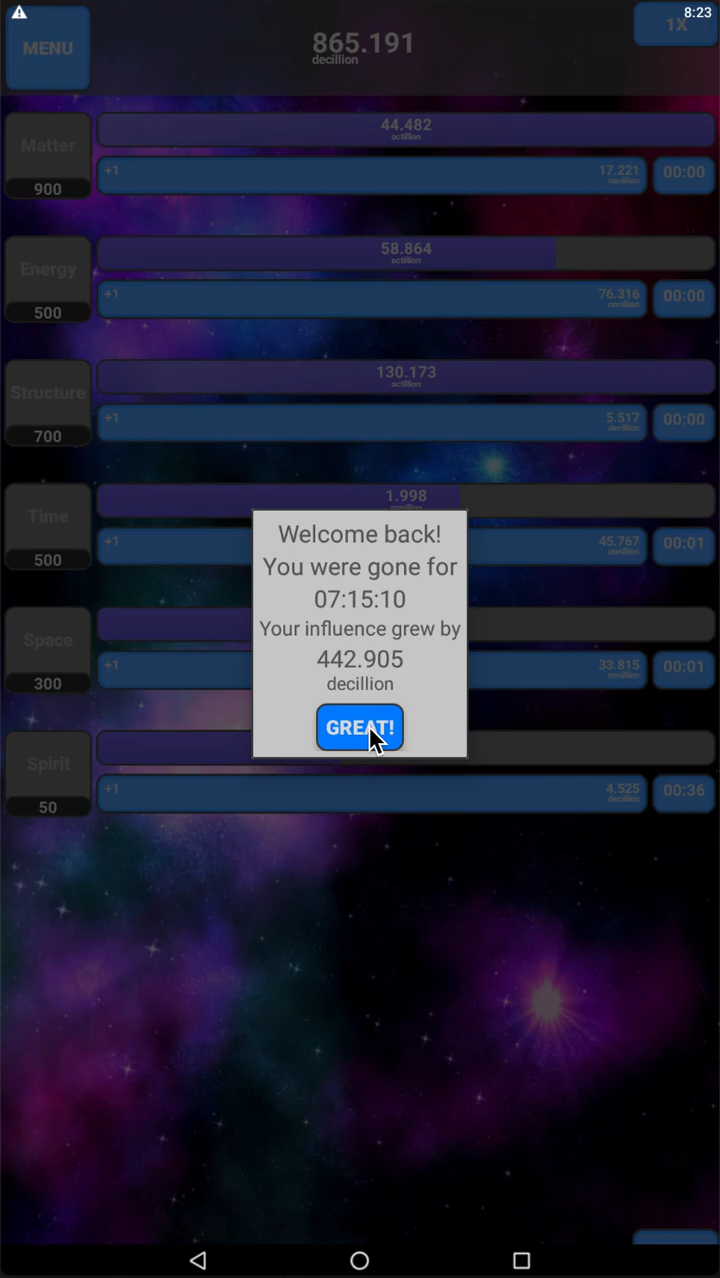 8:23
MENU
865.191
decillion
1X
Matter
900
44.482
octillion
+1
17.221
nonillion
00:00
Energy
500
58.864
octillion
+1
76.316
nonillion
00:00
Structure
700
130.173
octillion
+1
5.517
decillion
00:00
Time
500
1.998
+1
45.767
nonillion
00:01
Space
300
+1
33.815
nonillion
00:01
Spirit
50
+1
4.525
decillion
00:36
Welcome back!
You were gone for
07:15:10
Your influence grew by
442.905
decillion
GREAT!